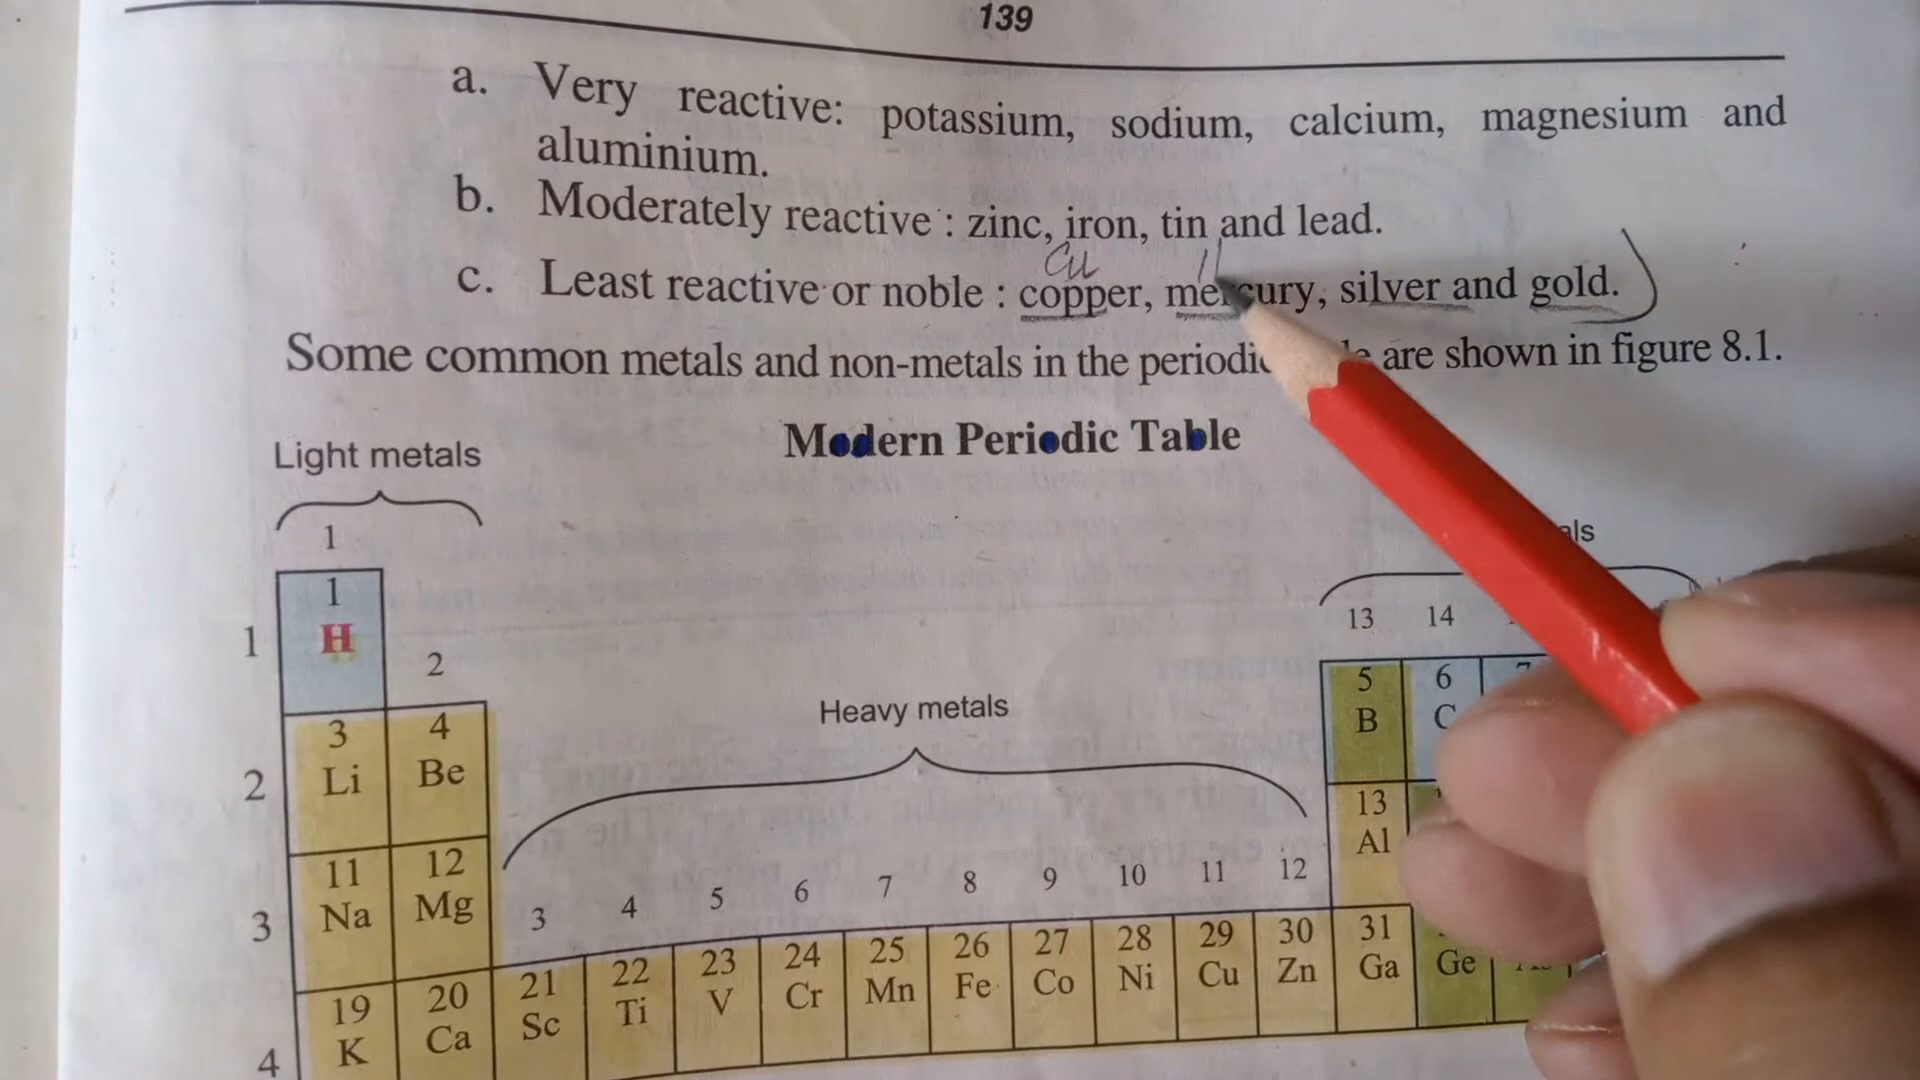 139
a. Very reactive: potassium, sodium, calcium, magnesium and
aluminium.
b. Moderately reactive : zinc, iron, tin and lead.
Cu
c. Least reactive or noble : copper, mercury, silver and gold.
Some common metals and non-metals in the are shown in figure 8.1.
Modern Periodic Table
Light metals
1
13 14
1 1
H
2
5 6
B C
Heavy metals
2 3 4
Li Be
13
Al
3 11 12
Na Mg
3 4 5 6 7 8 9 10 11 12
4 19 20 21 22 23 24 25 26 27 28 29 30 31
K Ca Sc Ti V Cr Mn Fe Co Ni Cu Zn Ga Ge